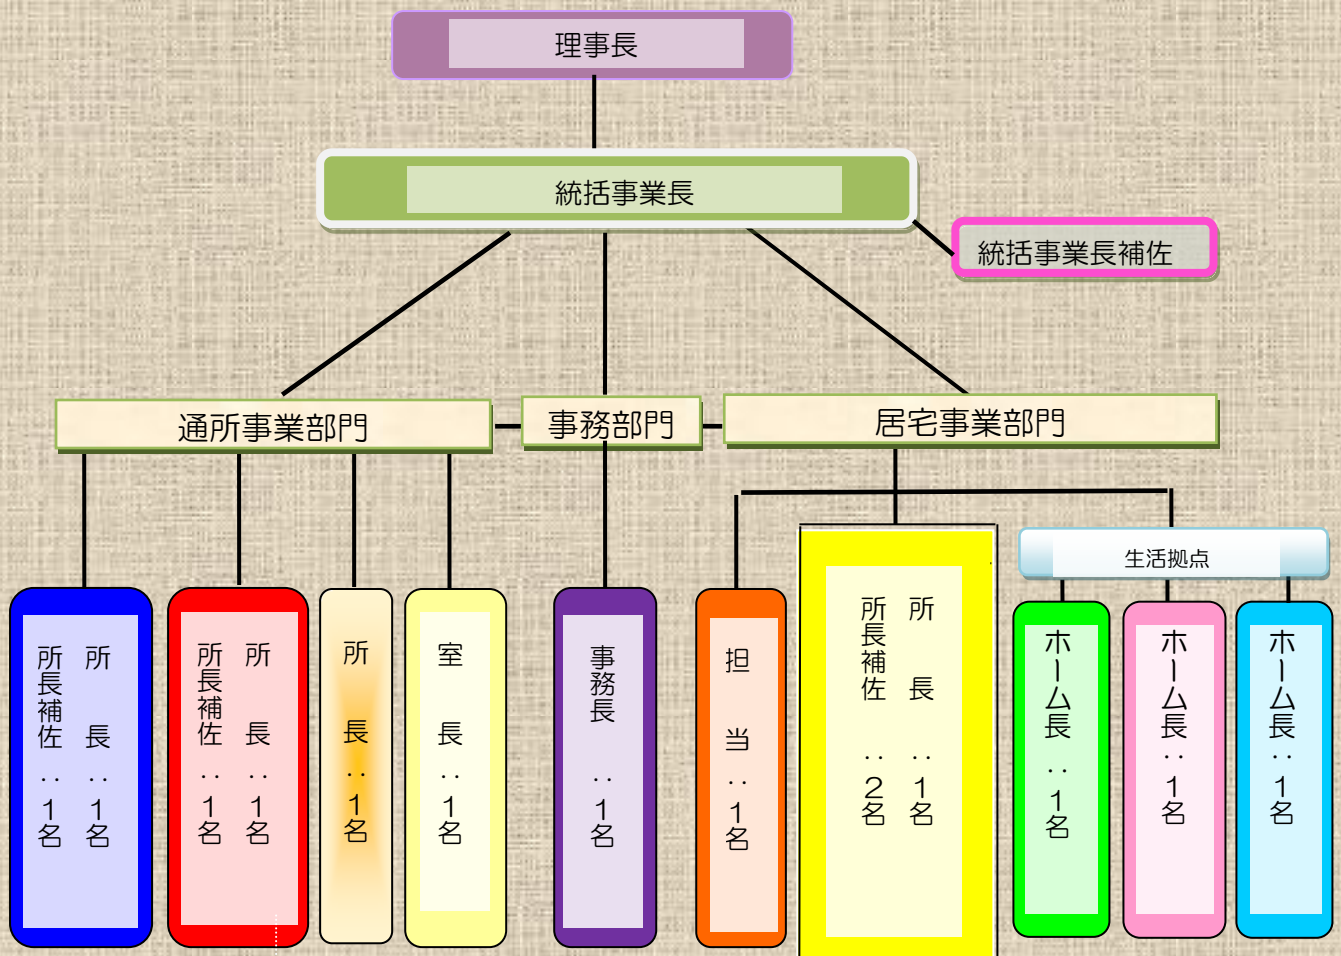 理事長
統括事業長
統括事業長補佐
通所事業部門
事務部門
居宅事業部門
生活拠点
所　長：1名
所長補佐：1名
所　長：1名
所長補佐：1名
所　長：1名
室　長：1名
事務長：1名
担　当：1名
所　長：1名
所長補佐：2名
ホーム長：1名
ホーム長：1名
ホーム長：1名